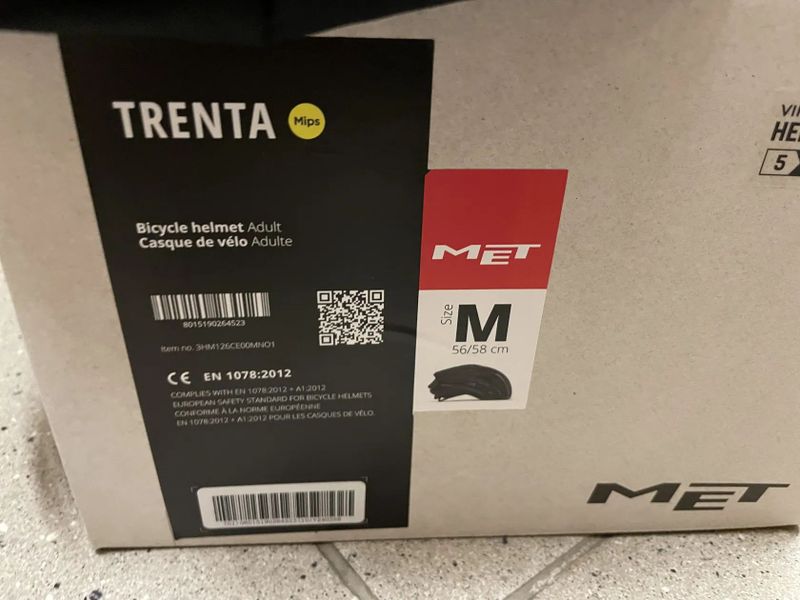 TRENTA Mips
Bicycle helmet Adult
Casque de vélo Adulte
8015190264523
Item no. 3HM126CE00MNO1
CE EN 1078:2012
COMPLIES WITH EN 1078:2012 + A1:2012
EUROPEAN SAFETY STANDARD FOR BICYCLE HELMETS
CONFORME À LA NORME EUROPÉENNE
EN 1078:2012 + A1:2012 POUR LES CASQUES DE VÉLO.
MET
Size M
56/58 cm
HE
5
MET